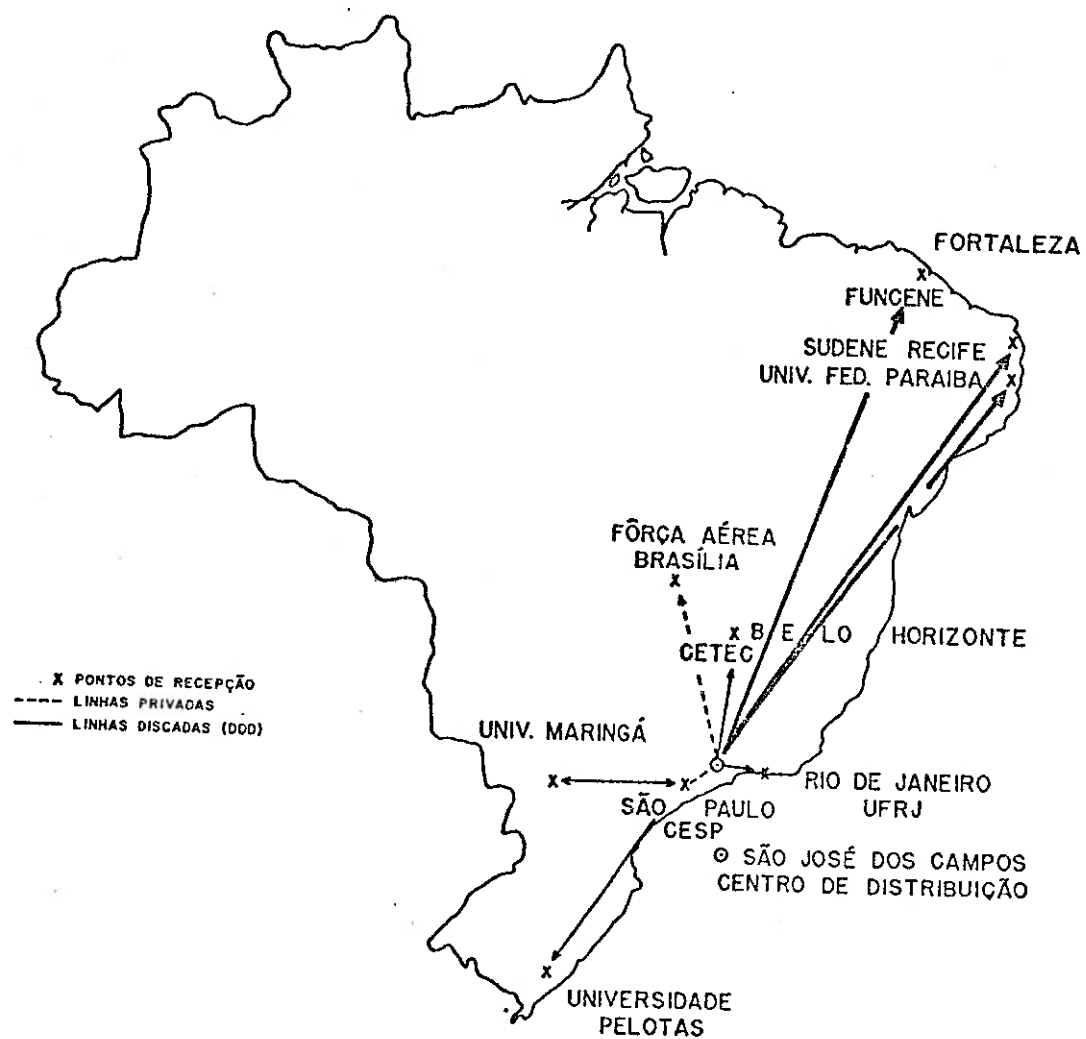 FORTALEZA
x
FUNCENE
SUDENE RECIFE x
UNIV. FED. PARAIBA x
FÔRÇA AÉREA
BRASÍLIA
x
x B E LO HORIZONTE
CETEC
x PONTOS DE RECEPÇÃO
---- LINHAS PRIVADAS
—— LINHAS DISCADAS (DDD)
UNIV. MARINGÁ
x x x RIO DE JANEIRO
UFRJ
SÃO PAULO
CESP
⊙ SÃO JOSÉ DOS CAMPOS
CENTRO DE DISTRIBUIÇÃO
x
UNIVERSIDADE
PELOTAS